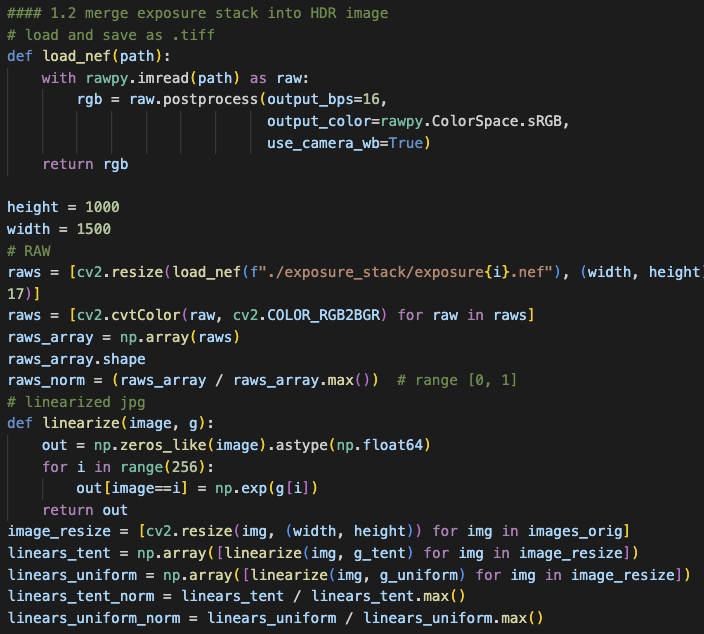 #### 1.2 merge exposure stack into HDR image
# load and save as .tiff
def load_nef(path):
    with rawpy.imread(path) as raw:
        rgb = raw.postprocess(output_bps=16,
                              output_color=rawpy.ColorSpace.sRGB,
                              use_camera_wb=True)
    return rgb

height = 1000
width = 1500
# RAW
raws = [cv2.resize(load_nef(f"./exposure_stack/exposure{i}.nef"), (width, height)
17)]
raws = [cv2.cvtColor(raw, cv2.COLOR_RGB2BGR) for raw in raws]
raws_array = np.array(raws)
raws_array.shape
raws_norm = (raws_array / raws_array.max())  # range [0, 1]
# linearized jpg
def linearize(image, g):
    out = np.zeros_like(image).astype(np.float64)
    for i in range(256):
        out[image==i] = np.exp(g[i])
    return out
image_resize = [cv2.resize(img, (width, height)) for img in images_orig]
linears_tent = np.array([linearize(img, g_tent) for img in image_resize])
linears_uniform = np.array([linearize(img, g_uniform) for img in image_resize])
linears_tent_norm = linears_tent / linears_tent.max()
linears_uniform_norm = linears_uniform / linears_uniform.max()